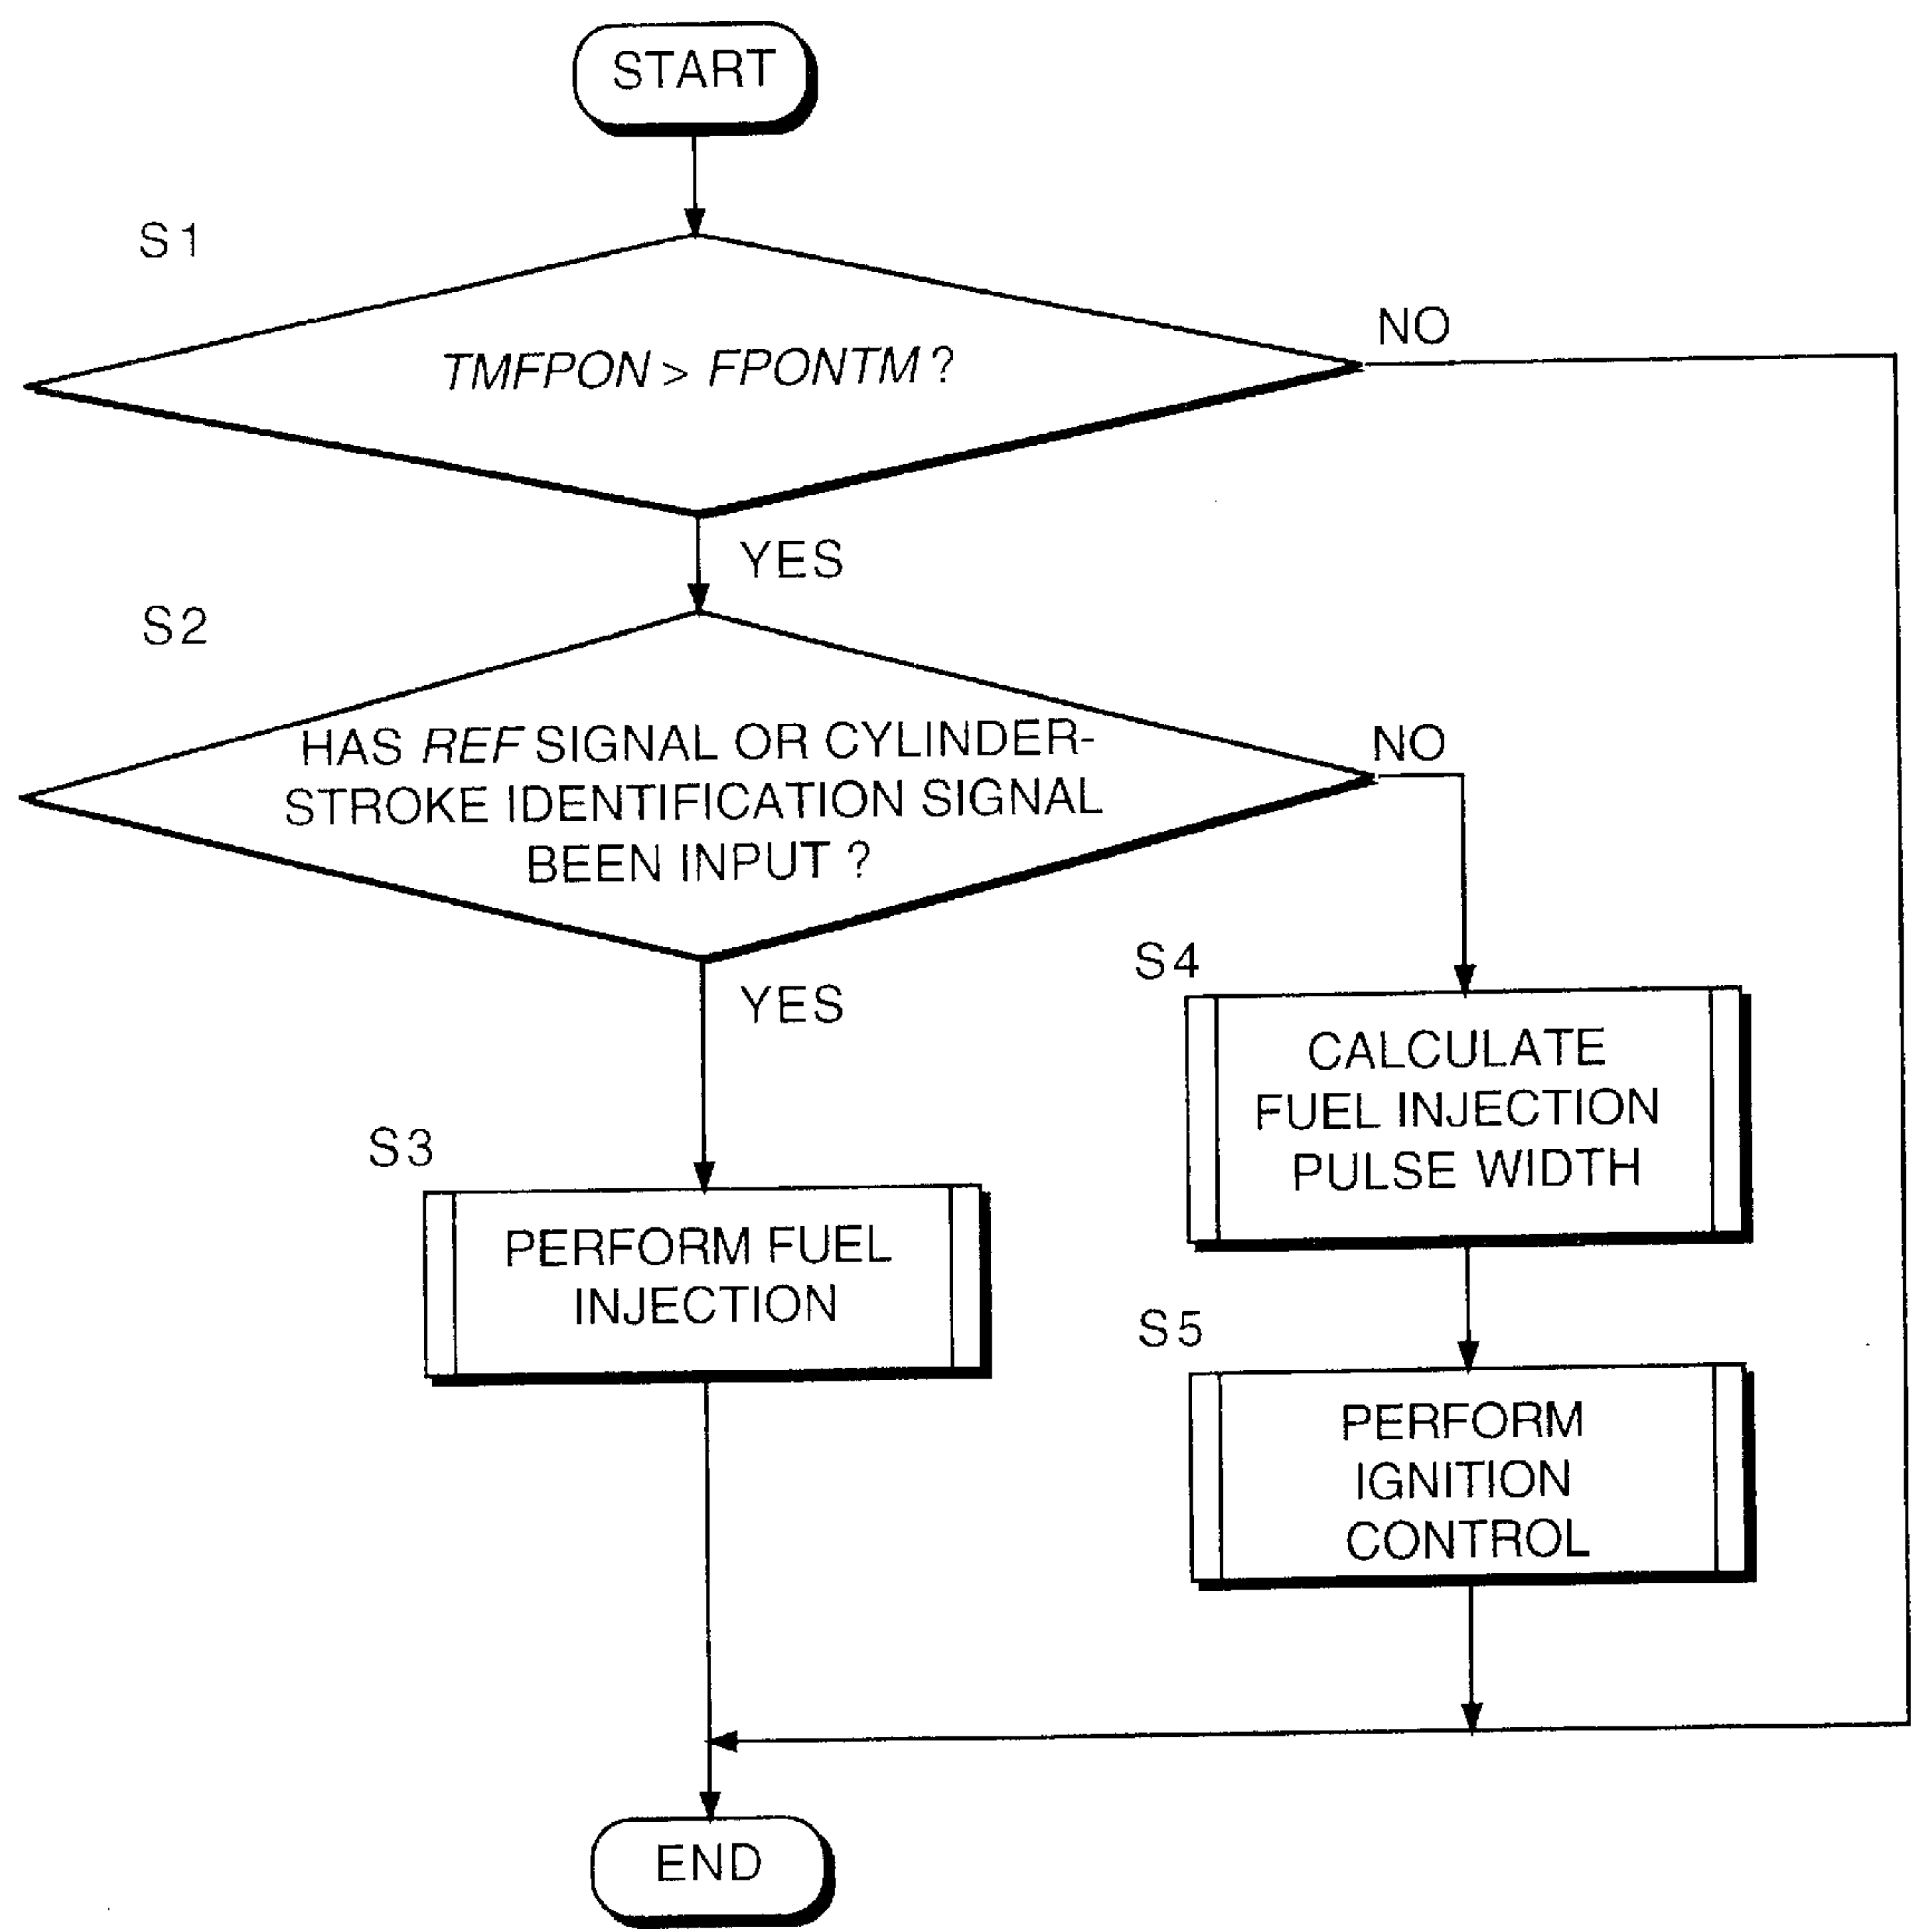 START
S1
TMFPON > FPONTM ?
NO
YES
S2
HAS REF SIGNAL OR CYLINDER-
STROKE IDENTIFICATION SIGNAL
BEEN INPUT ?
NO
YES
S4
CALCULATE
FUEL INJECTION
PULSE WIDTH
S3
PERFORM FUEL
INJECTION
S5
PERFORM
IGNITION
CONTROL
END